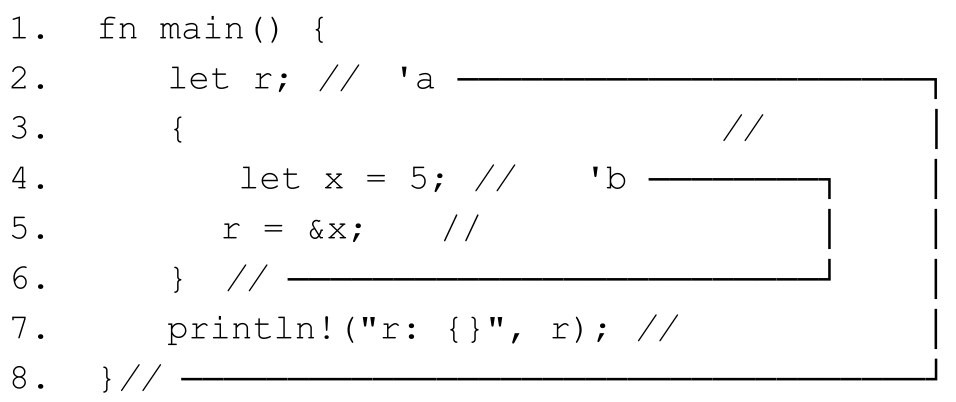 1. fn main() {
2. let r; // 'a
3. { //
4. let x = 5; // 'b
5. r = &x; //
6. } //
7. println!("r: {}", r); //
8. }//